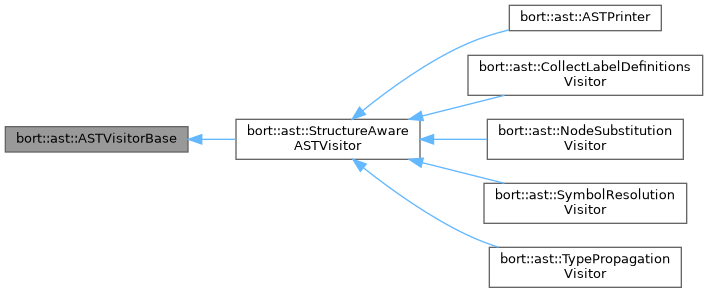 bort::ast::ASTVisitorBase
bort::ast::StructureAware
ASTVisitor
bort::ast::ASTPrinter
bort::ast::CollectLabelDefinitions
Visitor
bort::ast::NodeSubstitution
Visitor
bort::ast::SymbolResolution
Visitor
bort::ast::TypePropagation
Visitor